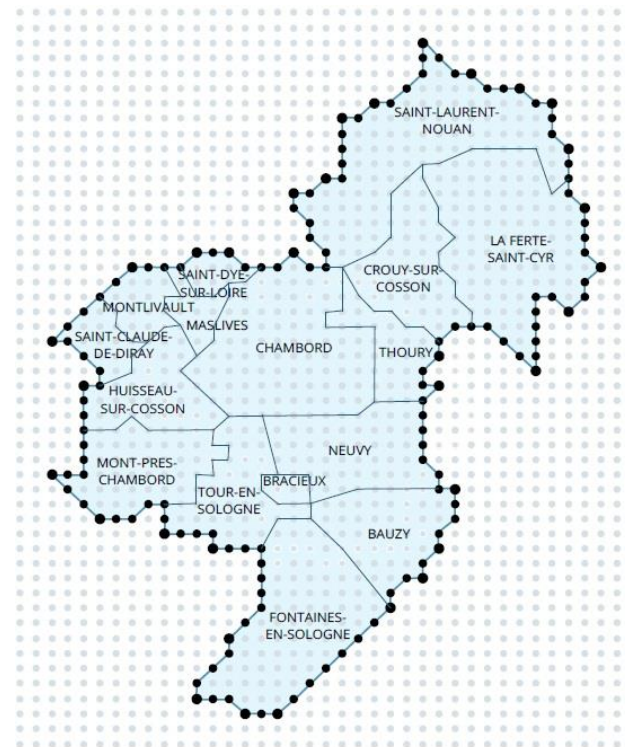 SAINT-LAURENT-
NOUAN
LA FERTE-
SAINT-CYR
CROUY-SUR-
COSSON
SAINT-DYE-
SUR-LOIRE
MONTLIVAULT
MASLIVES
SAINT-CLAUDE-
DE-DIRAY
CHAMBORD
THOURY
HUISSEAU-
SUR-COSSON
NEUVY
MONT-PRES-
CHAMBORD
BRACIEUX
TOUR-EN-
SOLOGNE
BAUZY
FONTAINES-
EN-SOLOGNE